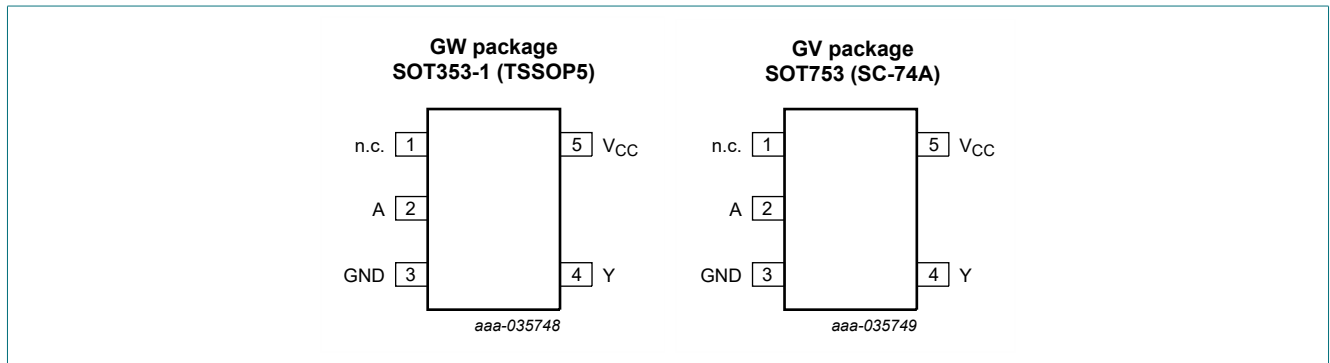 GW package
SOT353-1 (TSSOP5)
n.c. 1
5 VCC
A 2
GND 3
4 Y
aaa-035748
GV package
SOT753 (SC-74A)
n.c. 1
5 VCC
A 2
GND 3
4 Y
aaa-035749